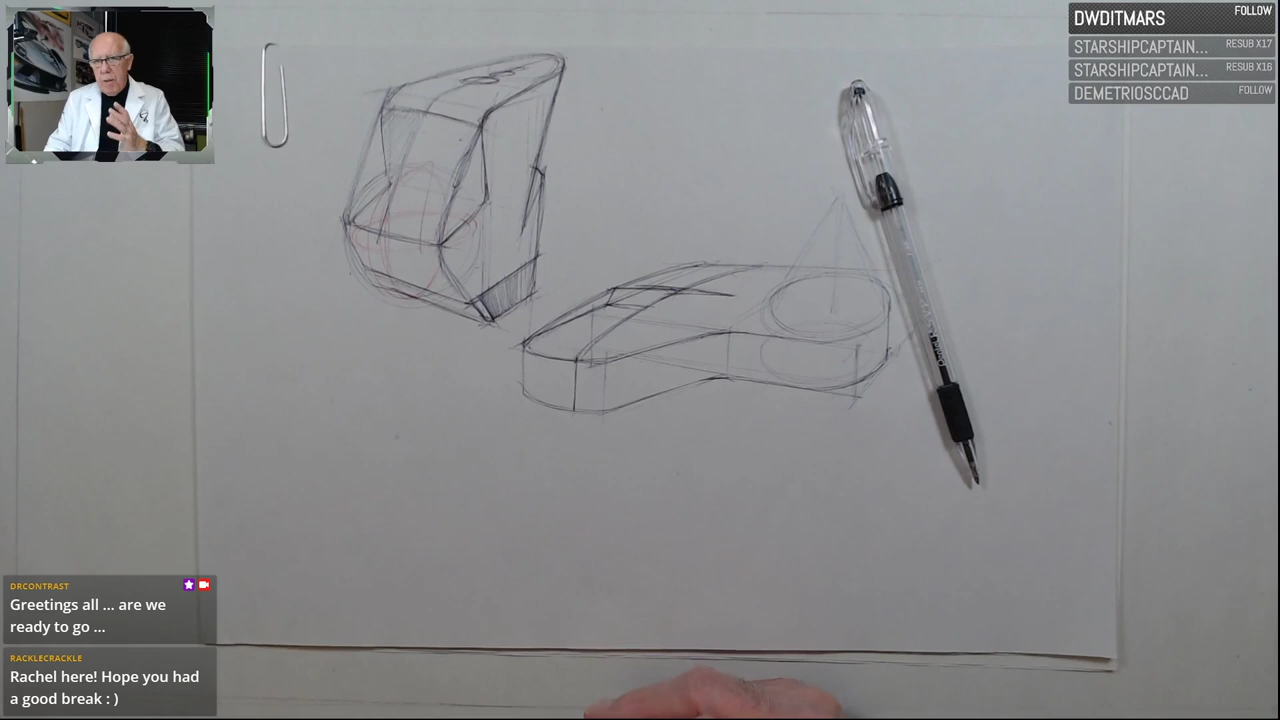 DWDITMARS FOLLOW
STARSHIPCAPTAIN... RESUB X17
STARSHIPCAPTAIN... RESUB X16
DEMETRIOSCCAD FOLLOW
DRCONTRAST
Greetings all ... are we
ready to go ...
RACKLECRACKLE
Rachel here! Hope you had
a good break : )